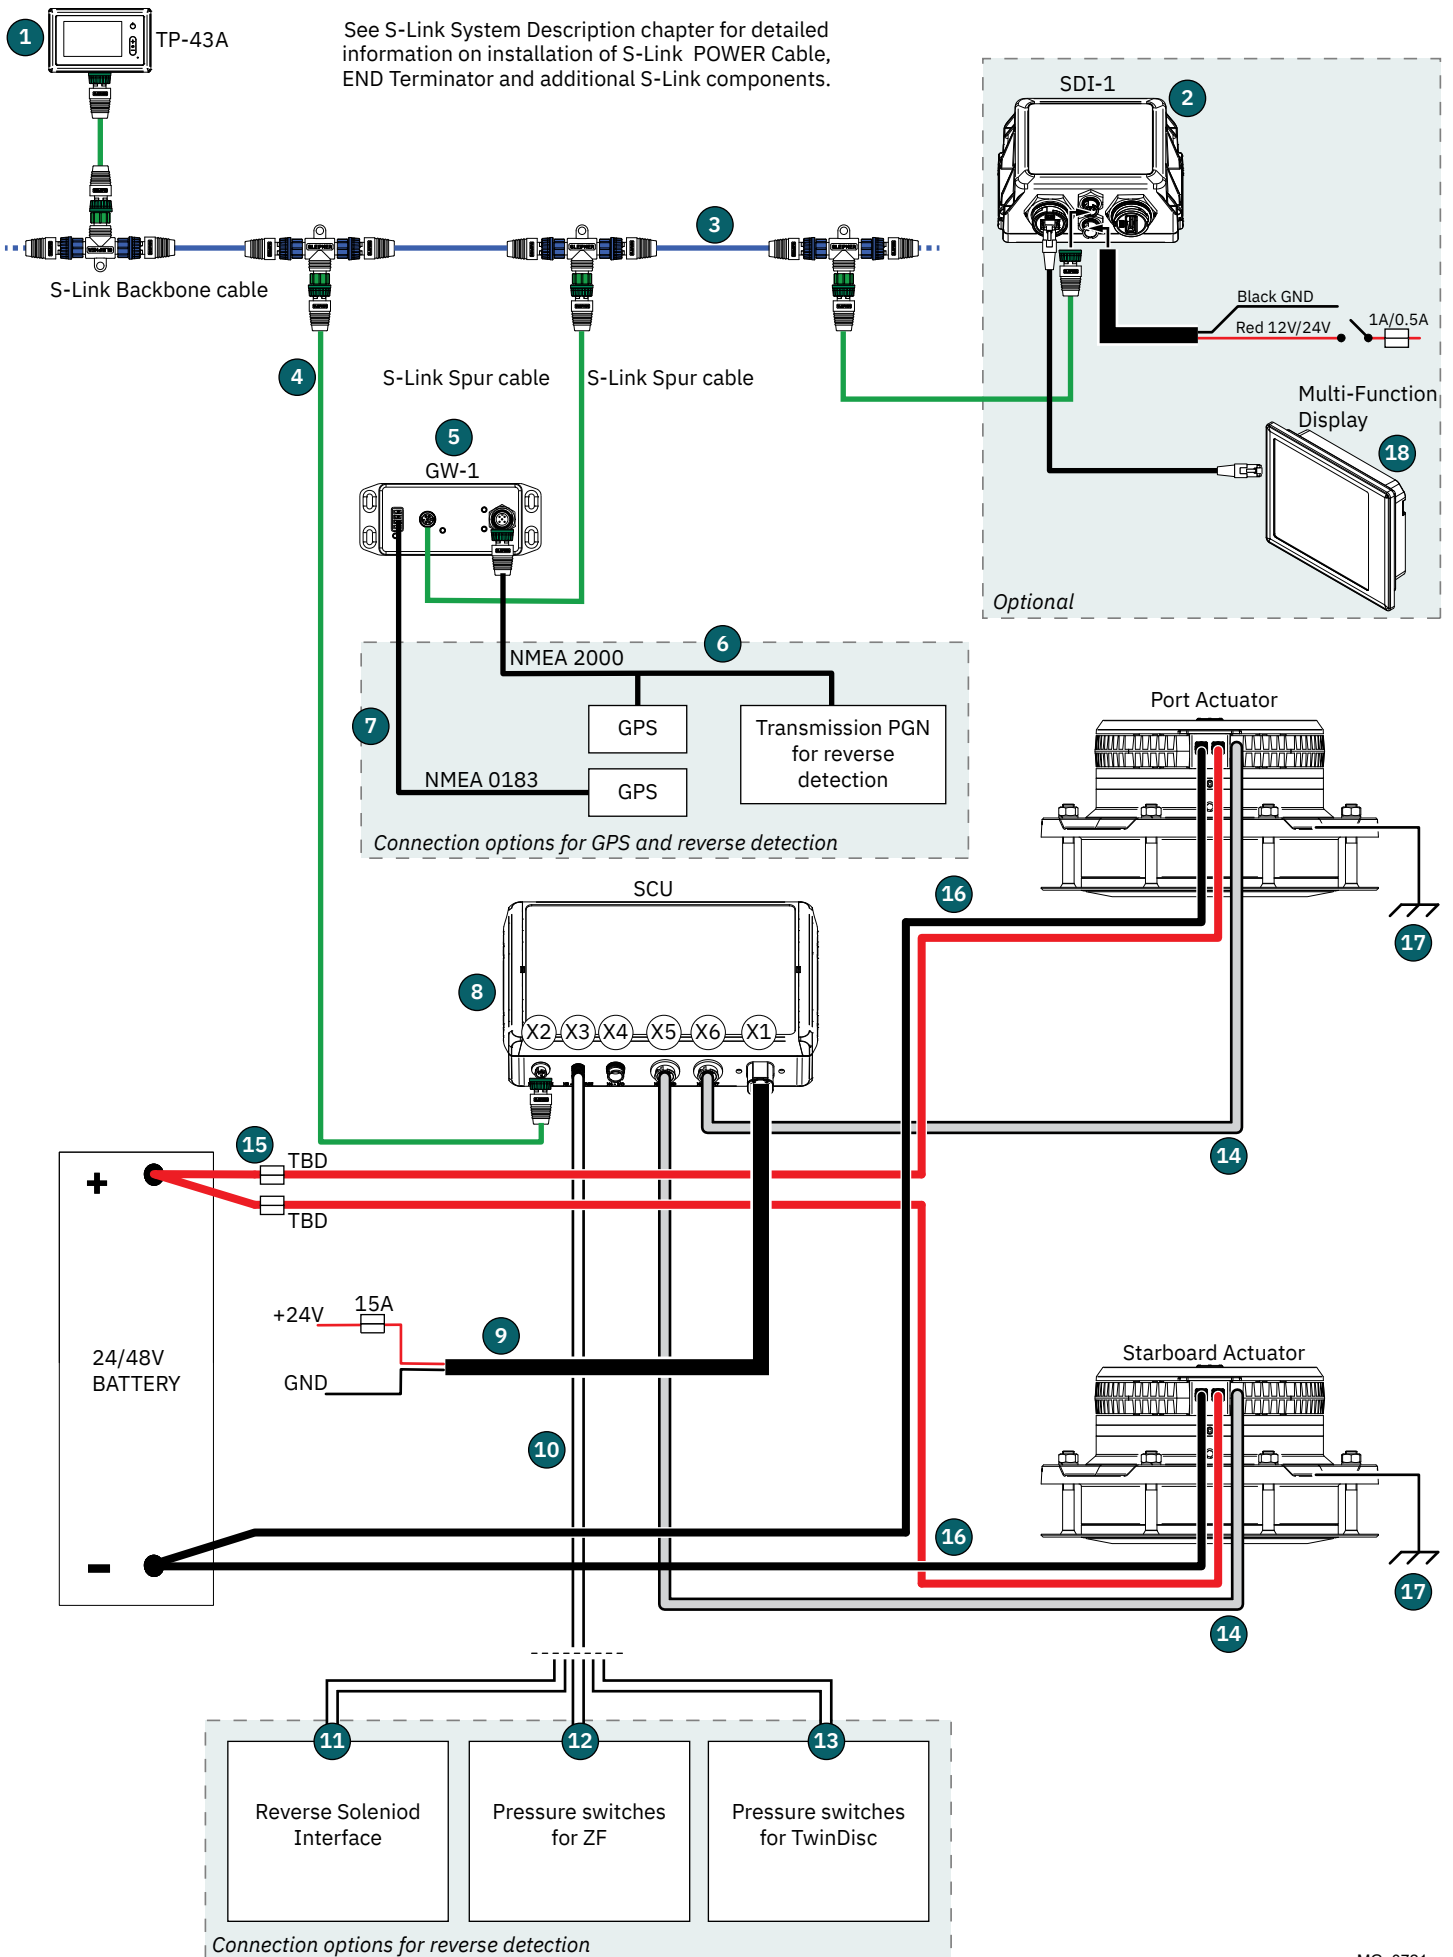 1
TP-43A
See S-Link System Description chapter for detailed
information on installation of S-Link POWER Cable,
END Terminator and additional S-Link components.
SDI-1
2
3
S-Link Backbone cable
Black GND
Red 12V/24V
1A/0.5A
4
S-Link Spur cable
S-Link Spur cable
Multi-Function
Display
18
5
GW-1
Optional
6
NMEA 2000
7
GPS
Transmission PGN
for reverse
detection
NMEA 0183
GPS
Connection options for GPS and reverse detection
Port Actuator
SCU
16
17
8
X2
X3
X4
X5
X6
X1
15
TBD
14
TBD
+
24/48V
BATTERY
-
+24V
15A
9
GND
Starboard Actuator
10
16
17
14
11
12
13
Reverse Soleniod
Interface
Pressure switches
for ZF
Pressure switches
for TwinDisc
Connection options for reverse detection